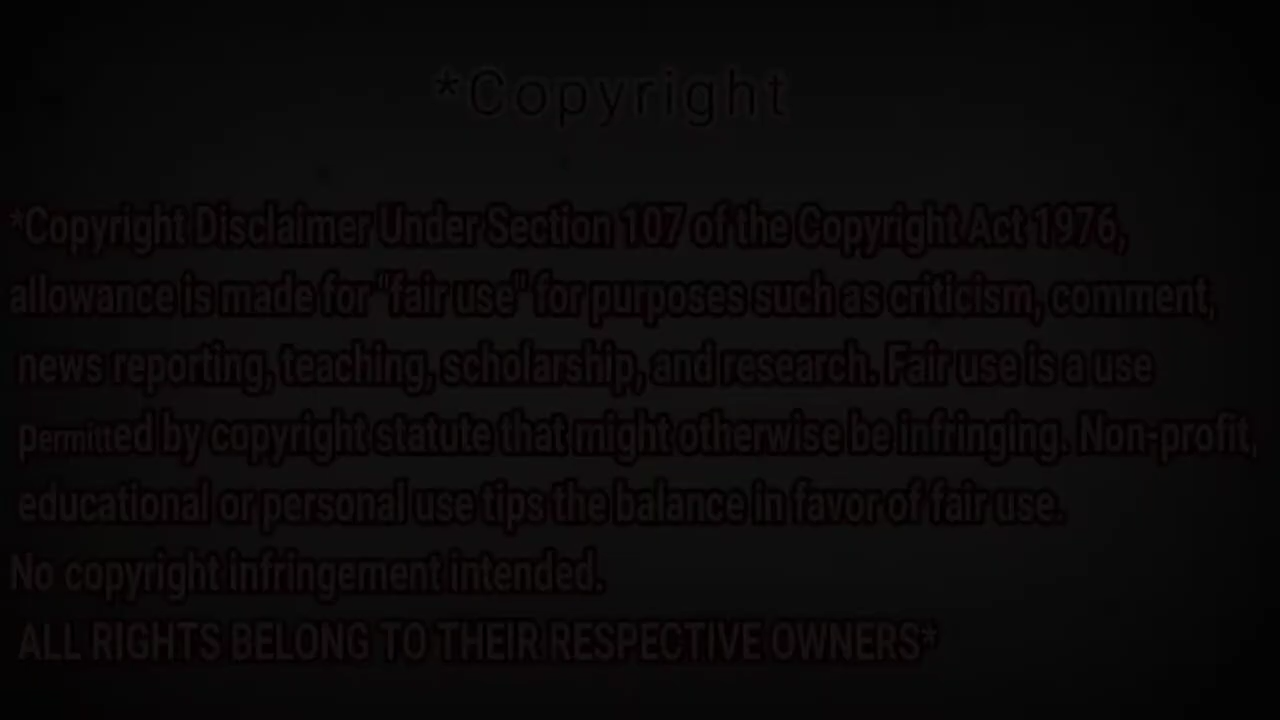 *Copyright
*Copyright Disclaimer Under Section 107 of the Copyright Act 1976,
allowance is made for "fair use" for purposes such as criticism, comment,
news reporting, teaching, scholarship, and research. Fair use is a use
permitted by copyright statute that might otherwise be infringing. Non-profit,
educational or personal use tips the balance in favor of fair use.
No copyright infringement intended.
ALL RIGHTS BELONG TO THEIR RESPECTIVE OWNERS*